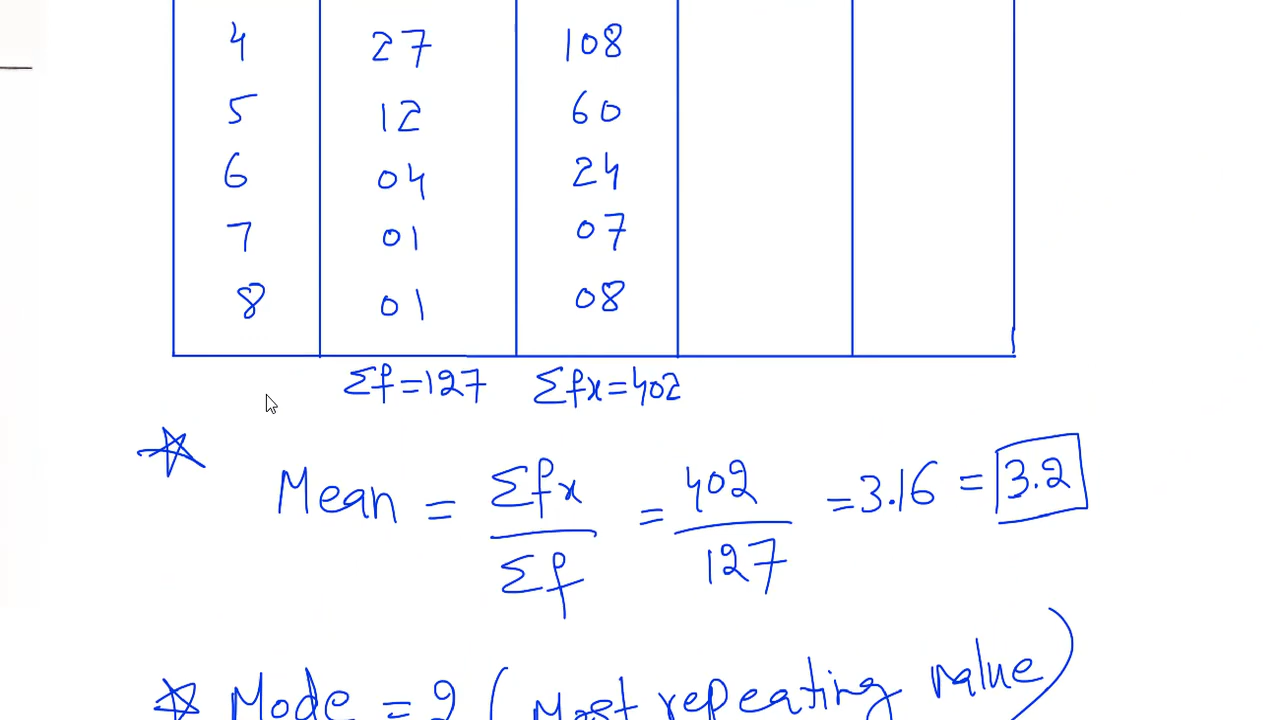 4 27 108
5 12 60
6 04 24
7 01 07
8 01 08
Σf=127 Σfx=402
Mean = Σfx/Σf = 402/127 =3.16 = 3.2
Mode = 2 (Most repeating value)